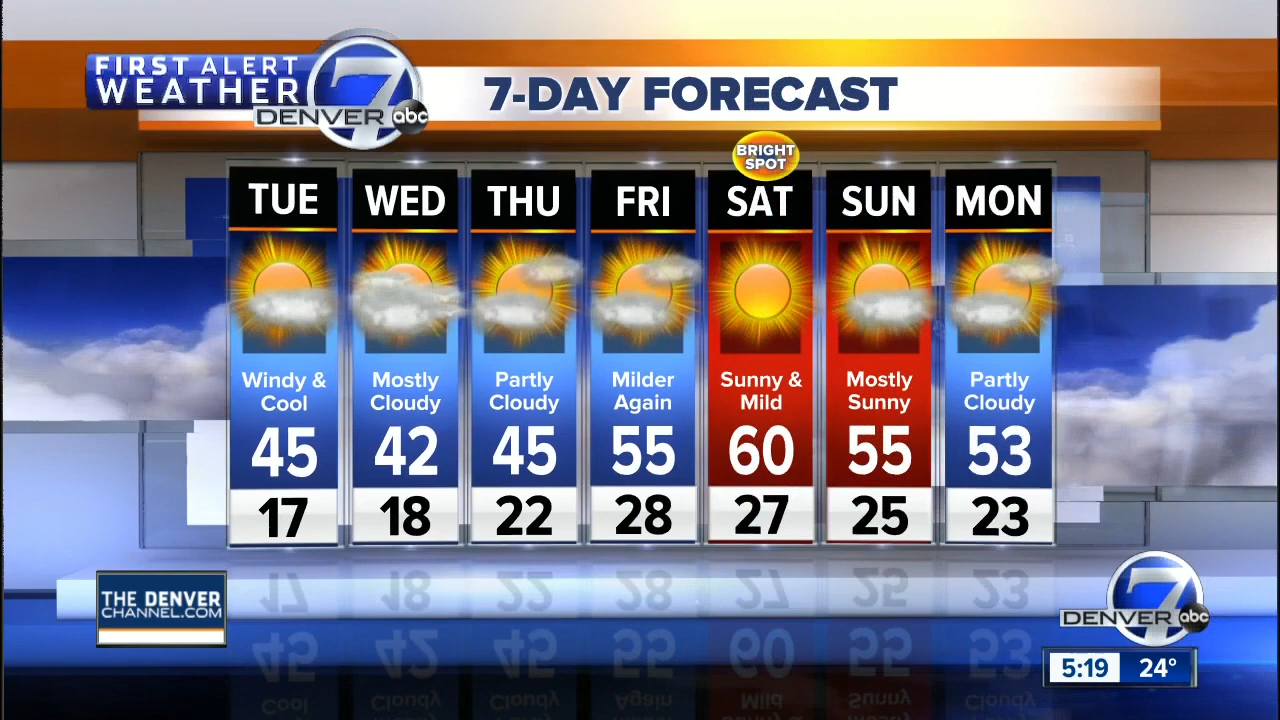 FIRST ALERT
WEATHER
7
DENVER abc
7-DAY FORECAST
BRIGHT
SPOT
TUE WED THU FRI SAT SUN MON
Windy & Mostly Partly Milder Sunny & Mostly Partly
Cool Cloudy Cloudy Again Mild Sunny Cloudy
45 42 45 55 60 55 53
17 18 22 28 27 25 23
THE DENVER
CHANNEL.COM
7
DENVER abc
5:19 24°